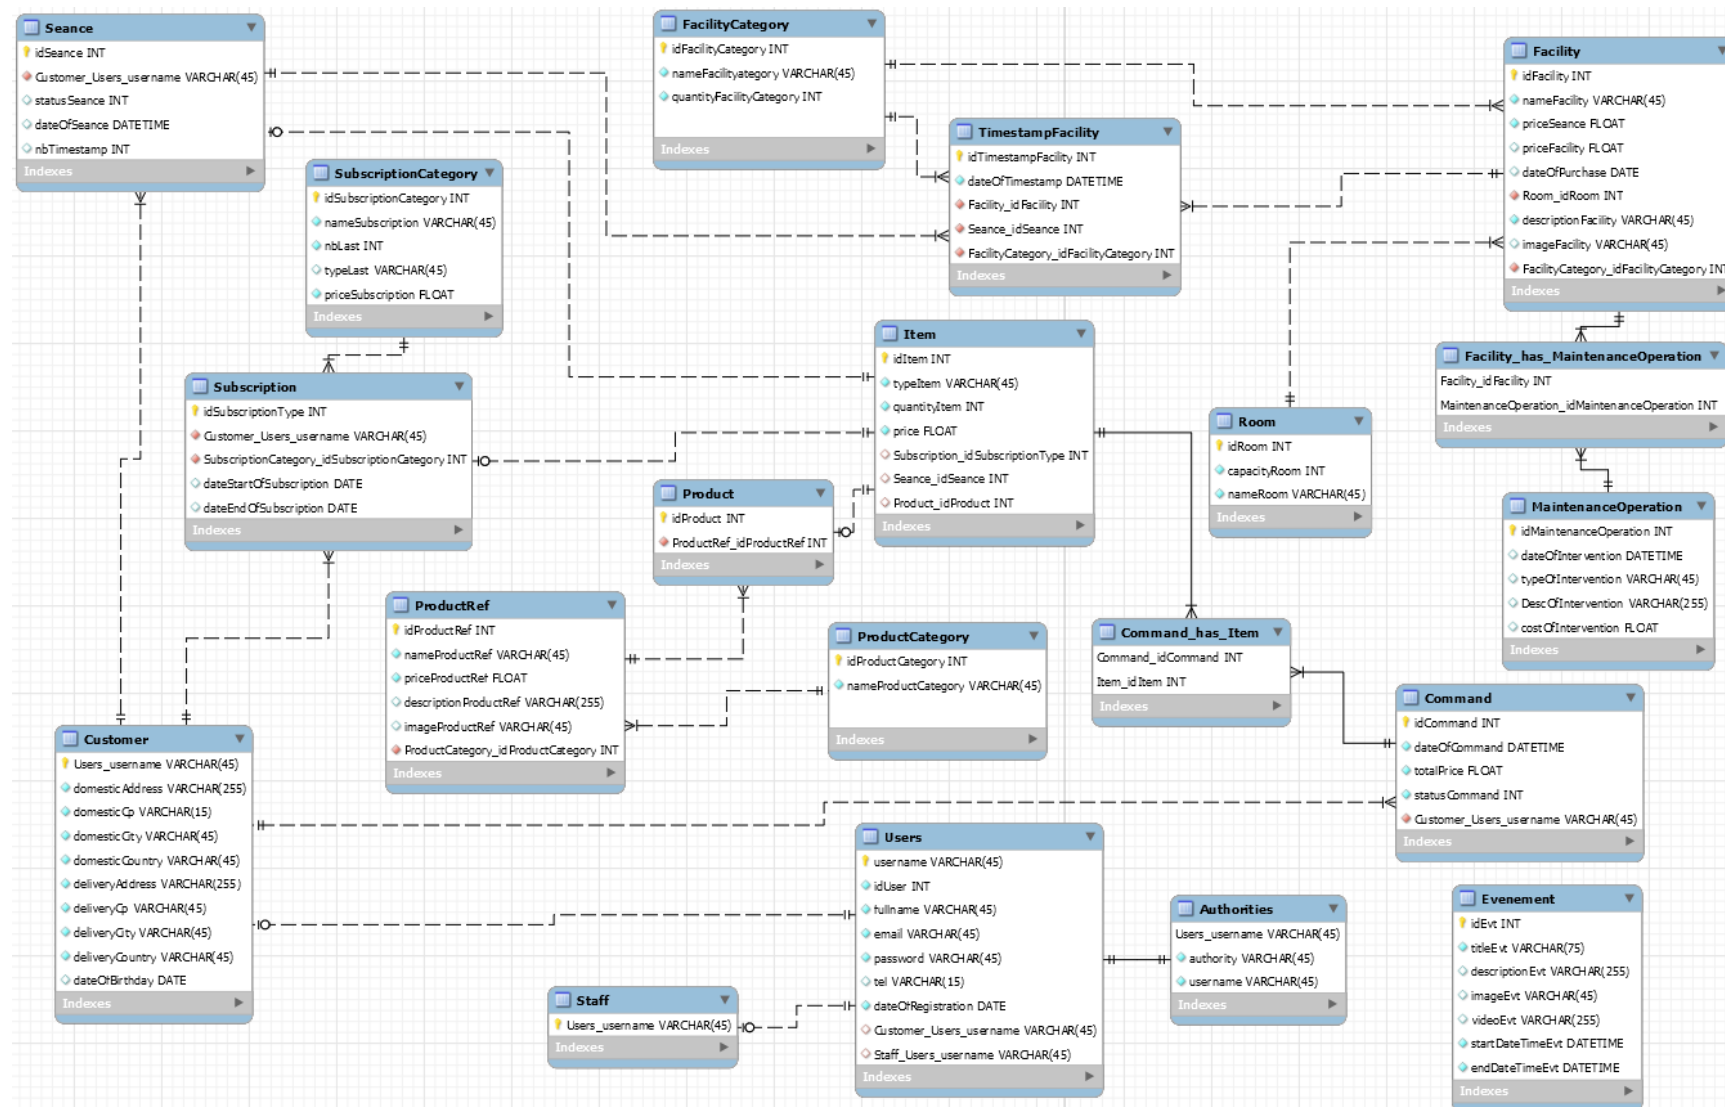 Seance
idSeance INT
Customer_Users_username VARCHAR(45)
statusSeance INT
dateOfSeance DATETIME
nbTimestamp INT
Indexes
FacilityCategory
idFacilityCategory INT
nameFacilityategory VARCHAR(45)
quantityFacilityCategory INT
Indexes
Facility
idFacility INT
nameFacility VARCHAR(45)
priceSeance FLOAT
priceFacility FLOAT
dateOfPurchase DATE
Room_idRoom INT
descriptionFacility VARCHAR(45)
imageFacility VARCHAR(45)
FacilityCategory_idFacilityCategory INT
Indexes
TimestampFacility
idTimestampFacility INT
dateOfTimestamp DATETIME
Facility_idFacility INT
Seance_idSeance INT
FacilityCategory_idFacilityCategory INT
Indexes
SubscriptionCategory
idSubscriptionCategory INT
nameSubscription VARCHAR(45)
nbLast INT
typeLast VARCHAR(45)
priceSubscription FLOAT
Indexes
Subscription
idSubscriptionType INT
Customer_Users_username VARCHAR(45)
SubscriptionCategory_idSubscriptionCategory INT
dateStartOfSubscription DATE
dateEndOfSubscription DATE
Indexes
Item
idItem INT
typeItem VARCHAR(45)
quantityItem INT
price FLOAT
Subscription_idSubscriptionType INT
Seance_idSeance INT
Product_idProduct INT
Indexes
Facility_has_MaintenanceOperation
Facility_idFacility INT
MaintenanceOperation_idMaintenanceOperation INT
Indexes
Room
idRoom INT
capacityRoom INT
nameRoom VARCHAR(45)
Indexes
Product
idProduct INT
ProductRef_idProductRef INT
Indexes
MaintenanceOperation
idMaintenanceOperation INT
dateOfIntervention DATETIME
typeOfIntervention VARCHAR(45)
DescOfIntervention VARCHAR(255)
costOfIntervention FLOAT
Indexes
ProductRef
idProductRef INT
nameProductRef VARCHAR(45)
priceProductRef FLOAT
descriptionProductRef VARCHAR(255)
imageProductRef VARCHAR(45)
ProductCategory_idProductCategory INT
Indexes
ProductCategory
idProductCategory INT
nameProductCategory VARCHAR(45)
Indexes
Command_has_Item
Command_idCommand INT
Item_idItem INT
Indexes
Command
idCommand INT
dateOfCommand DATETIME
totalPrice FLOAT
statusCommand INT
Customer_Users_username VARCHAR(45)
Indexes
Customer
Users_username VARCHAR(45)
domesticAddress VARCHAR(255)
domesticCp VARCHAR(15)
domesticCity VARCHAR(45)
domesticCountry VARCHAR(45)
deliveryAddress VARCHAR(255)
deliveryCp VARCHAR(45)
deliveryCity VARCHAR(45)
deliveryCountry VARCHAR(45)
dateOfBirthday DATE
Indexes
Users
username VARCHAR(45)
idUser INT
fullname VARCHAR(45)
email VARCHAR(45)
password VARCHAR(45)
tel VARCHAR(15)
dateOfRegistration DATE
Customer_Users_username VARCHAR(45)
Staff_Users_username VARCHAR(45)
Indexes
Authorities
Users_username VARCHAR(45)
authority VARCHAR(45)
username VARCHAR(45)
Indexes
Staff
Users_username VARCHAR(45)
Indexes
Evenement
idEvt INT
titleEvt VARCHAR(75)
descriptionEvt VARCHAR(255)
imageEvt VARCHAR(45)
videoEvt VARCHAR(255)
startDateTimeEvt DATETIME
endDateTimeEvt DATETIME
Indexes